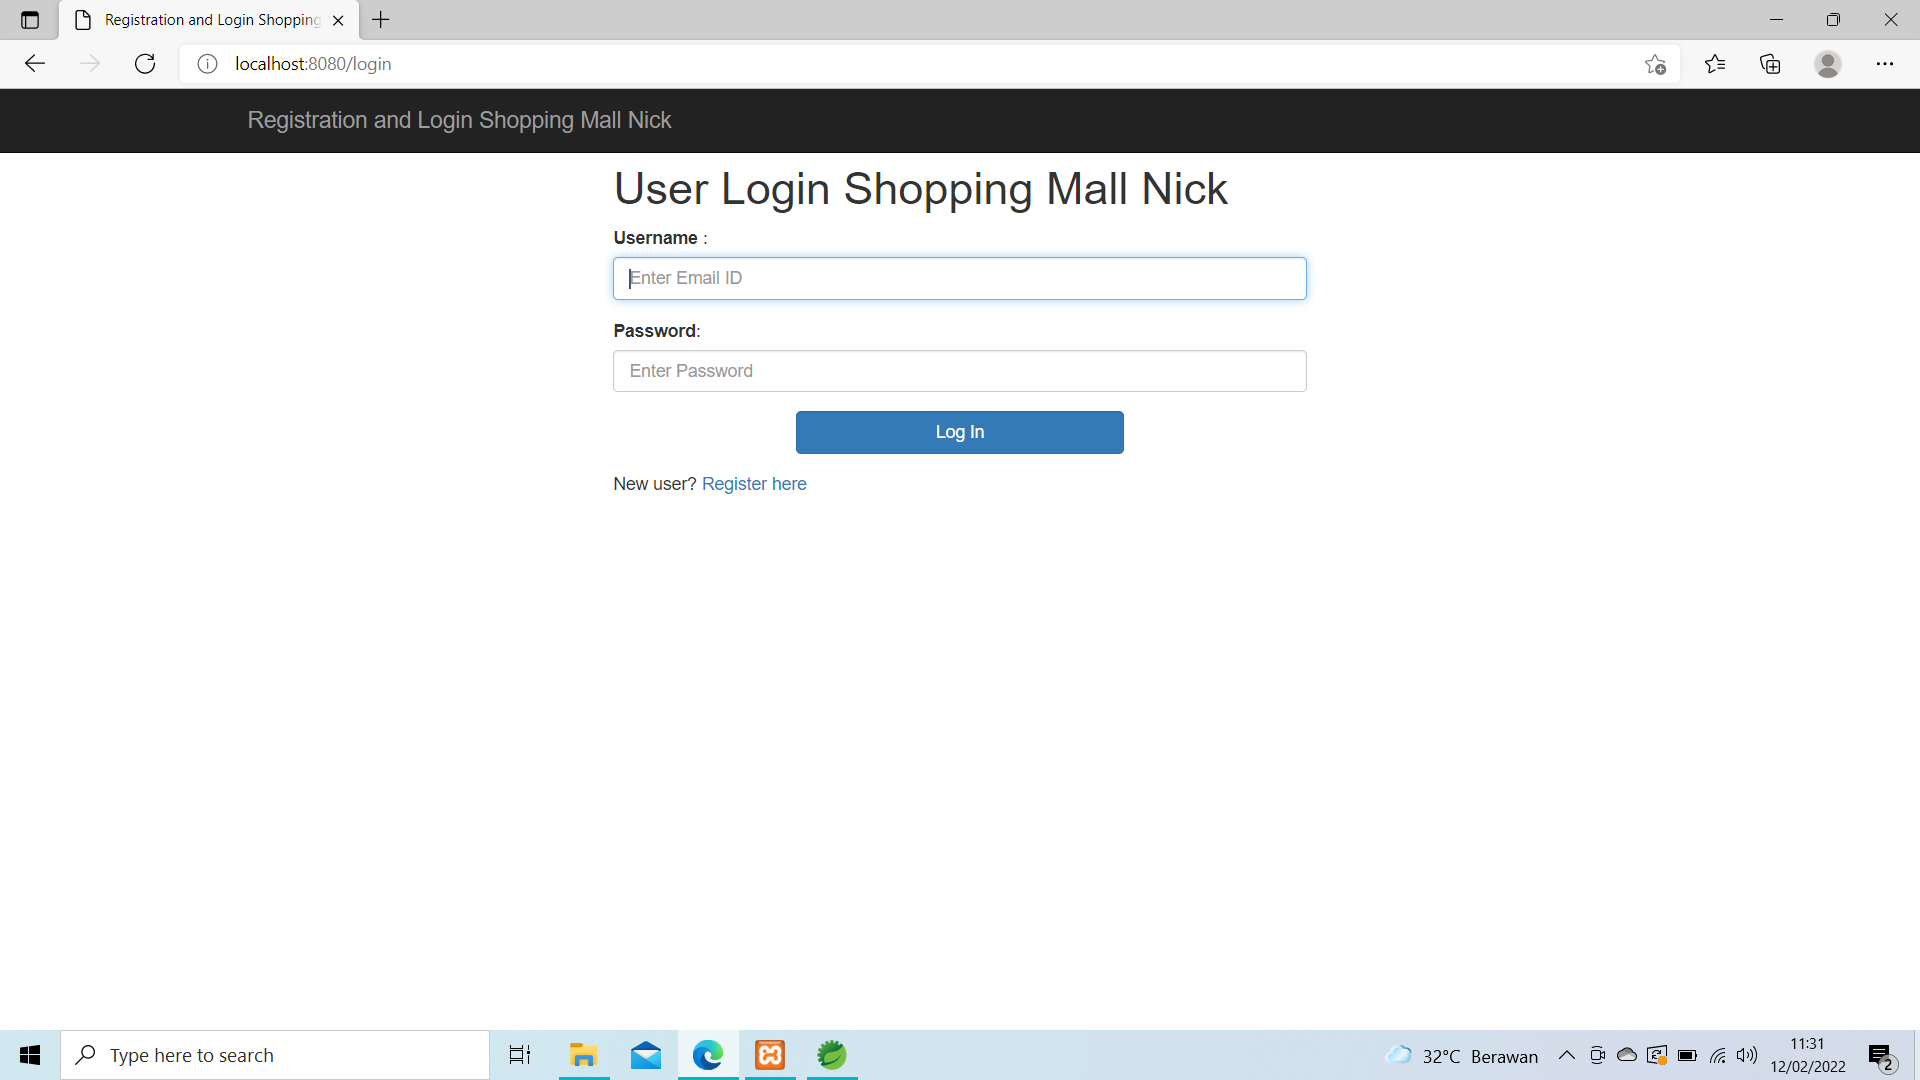 Registration and Login Shopping
localhost:8080/login
Registration and Login Shopping Mall Nick
User Login Shopping Mall Nick
Username :
Enter Email ID
Password:
Enter Password
Log In
New user? Register here
Type here to search
32°C Berawan
11:31
12/02/2022
2